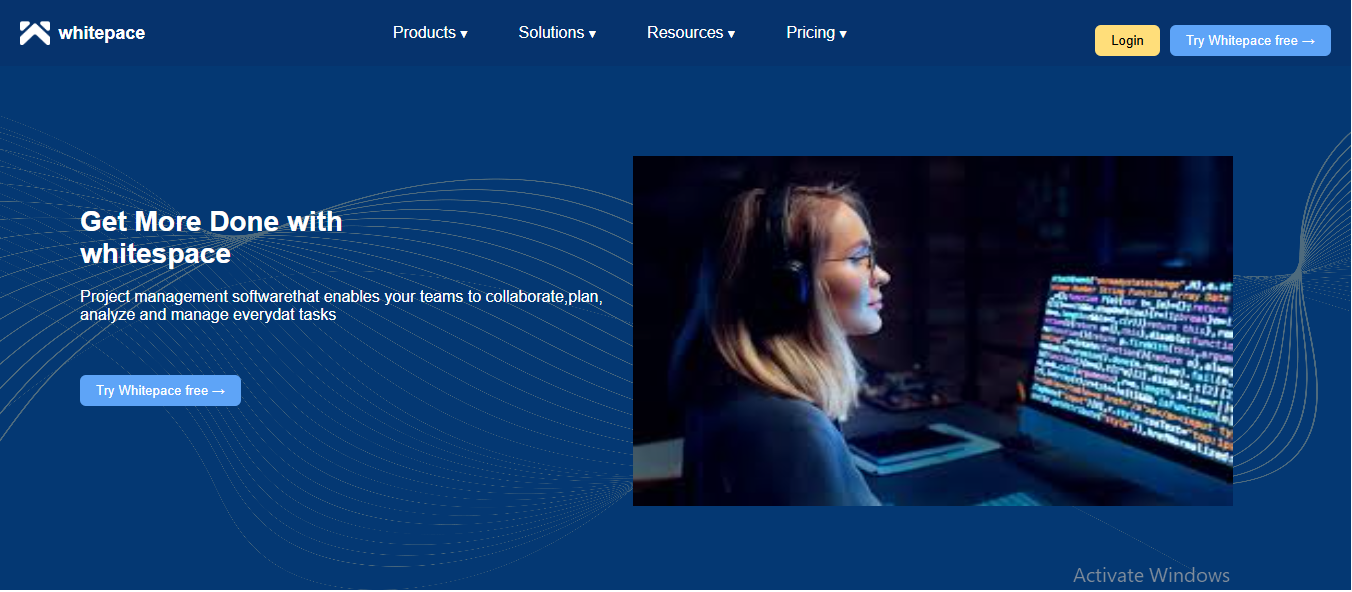 whitepace
Products ▾
Solutions ▾
Resources ▾
Pricing ▾
Login
Try Whitepace free →
Get More Done with
whitespace
Project management softwarethat enables your teams to collaborate,plan,
analyze and manage everydat tasks
Try Whitepace free →
Activate Windows